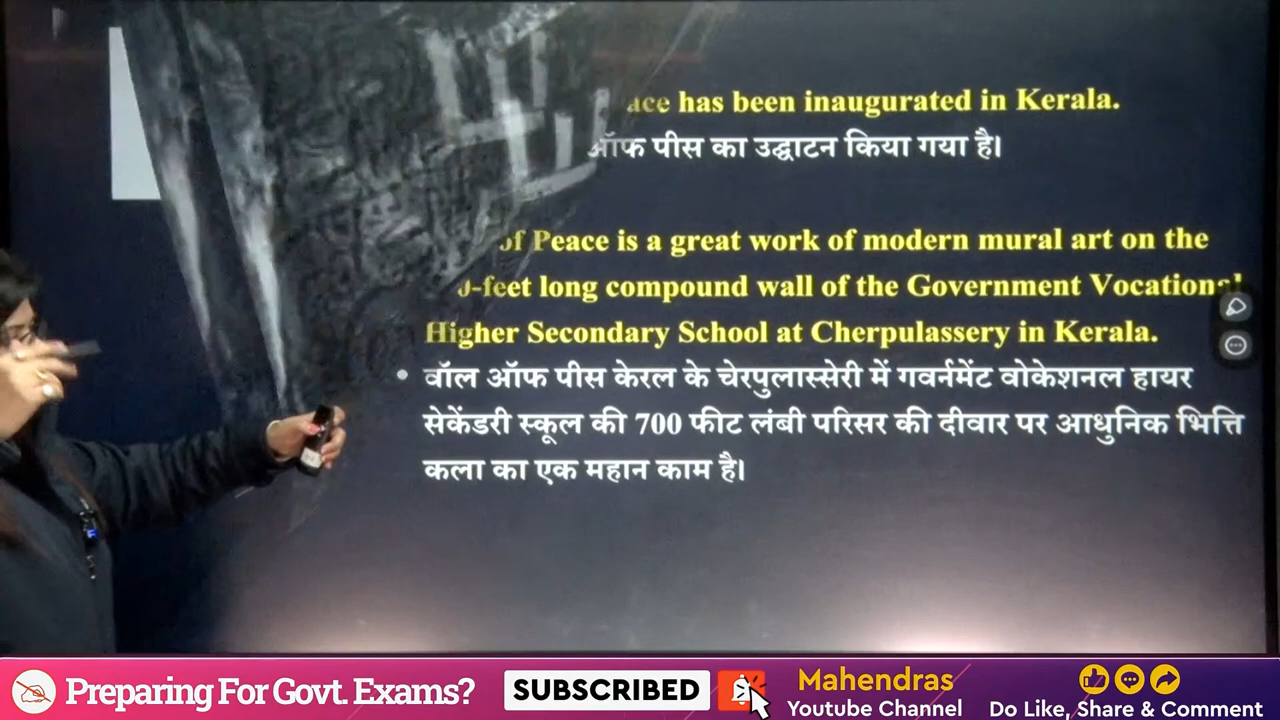 has been inaugurated in Kerala.
ऑफ पीस का उद्घाटन किया गया है।
of Peace is a great work of modern mural art on the
feet long compound wall of the Government Vocational
Higher Secondary School at Cherpulassery in Kerala.
• वॉल ऑफ पीस केरल के चेरपुलास्सेरी में गवर्नमेंट वोकेशनल हायर
सेकेंडरी स्कूल की 700 फीट लंबी परिसर की दीवार पर आधुनिक भित्ति
कला का एक महान काम है।
Preparing For Govt. Exams?
SUBSCRIBED
Mahendras
Youtube Channel
Do Like, Share & Comment